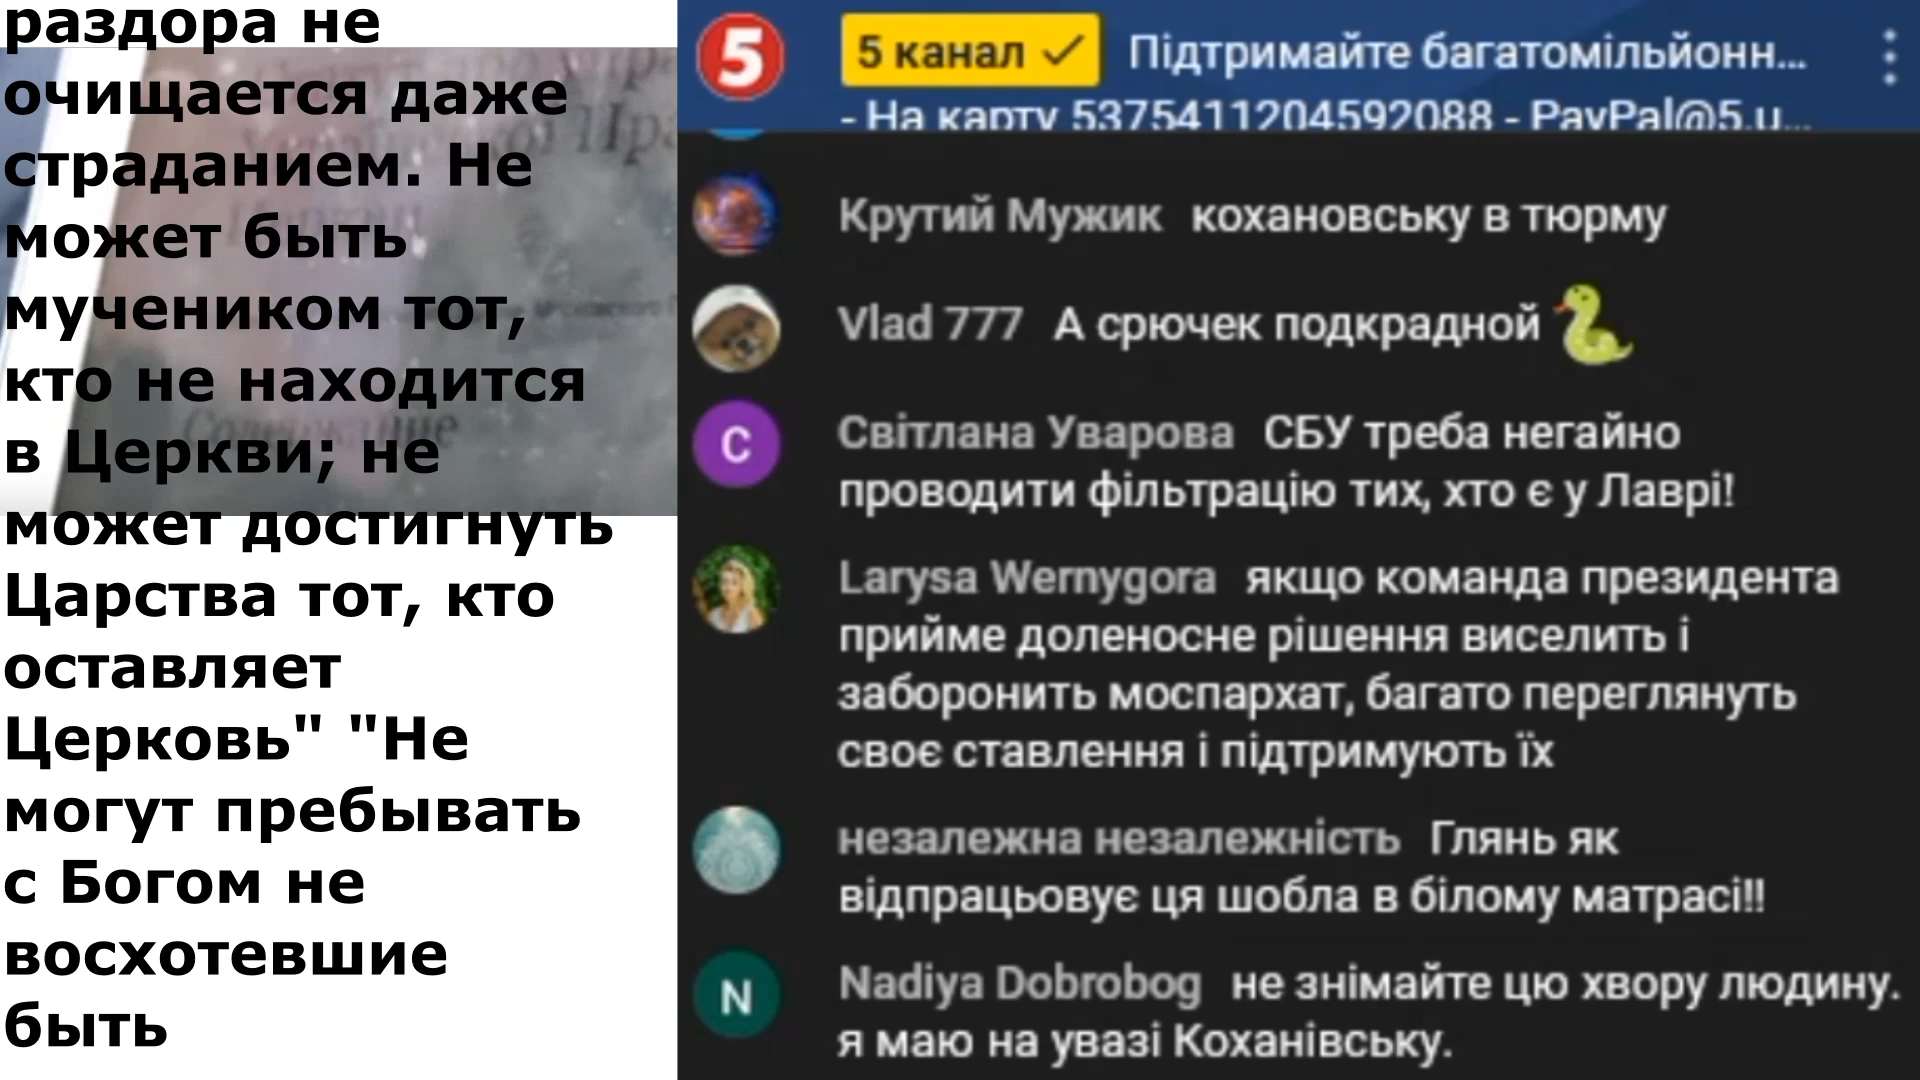 раздора не
очищается даже
страданием. Не
может быть
мучеником тот,
кто не находится
в Церкви; не
может достигнуть
Царства тот, кто
оставляет
Церковь" "Не
могут пребывать
с Богом не
восхотевшие
быть
Содержание
5
5 канал Підтримайте багатомільйонн...
- На карту 5375411204592088 - PayPal@5.u...
Крутий Мужик кохановську в тюрму
Vlad 777 А срючек подкрадной
С
Світлана Уварова СБУ треба негайно
проводити фільтрацію тих, хто є у Лаврі!
Larysa Wernygora якщо команда президента
прийме доленосне рішення виселить і
заборонить моспархат, багато переглянуть
своє ставлення і підтримують їх
незалежна незалежність Глянь як
відпрацьовує ця шобла в білому матрасі!!
N
Nadiya Dobrobog не знімайте цю хвору людину.
я маю на увазі Коханівську.